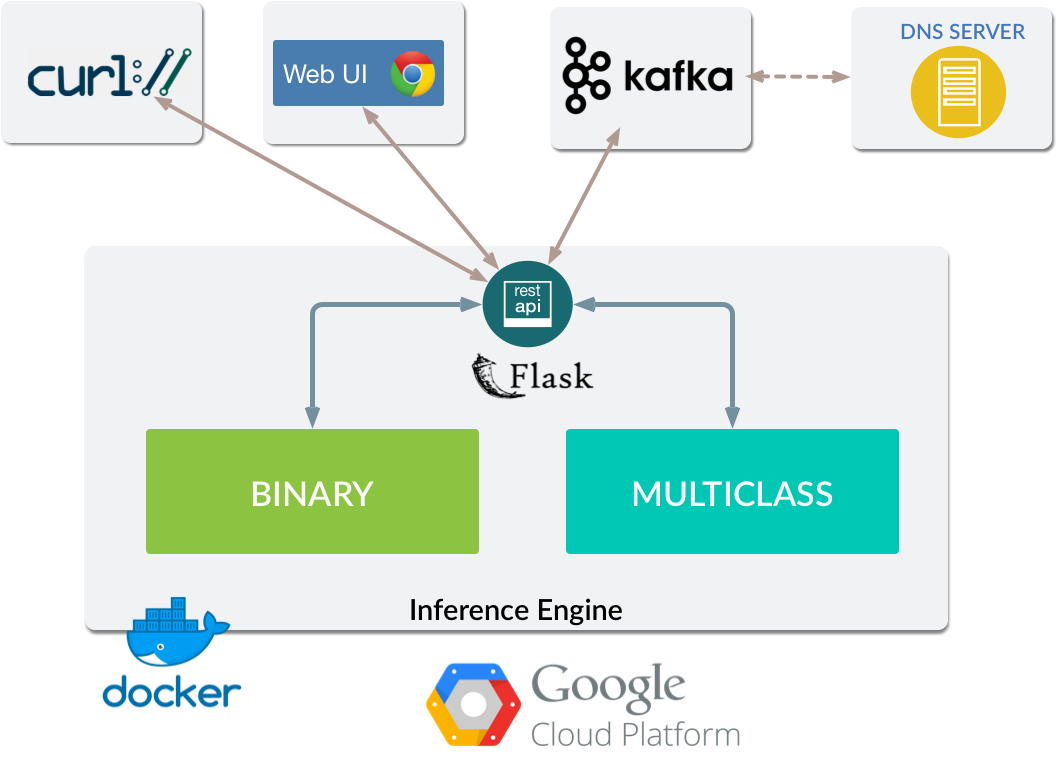 curl://
Web UI
kafka
DNS SERVER
rest
api
Flask
BINARY
MULTICLASS
Inference Engine
docker
Google
Cloud Platform